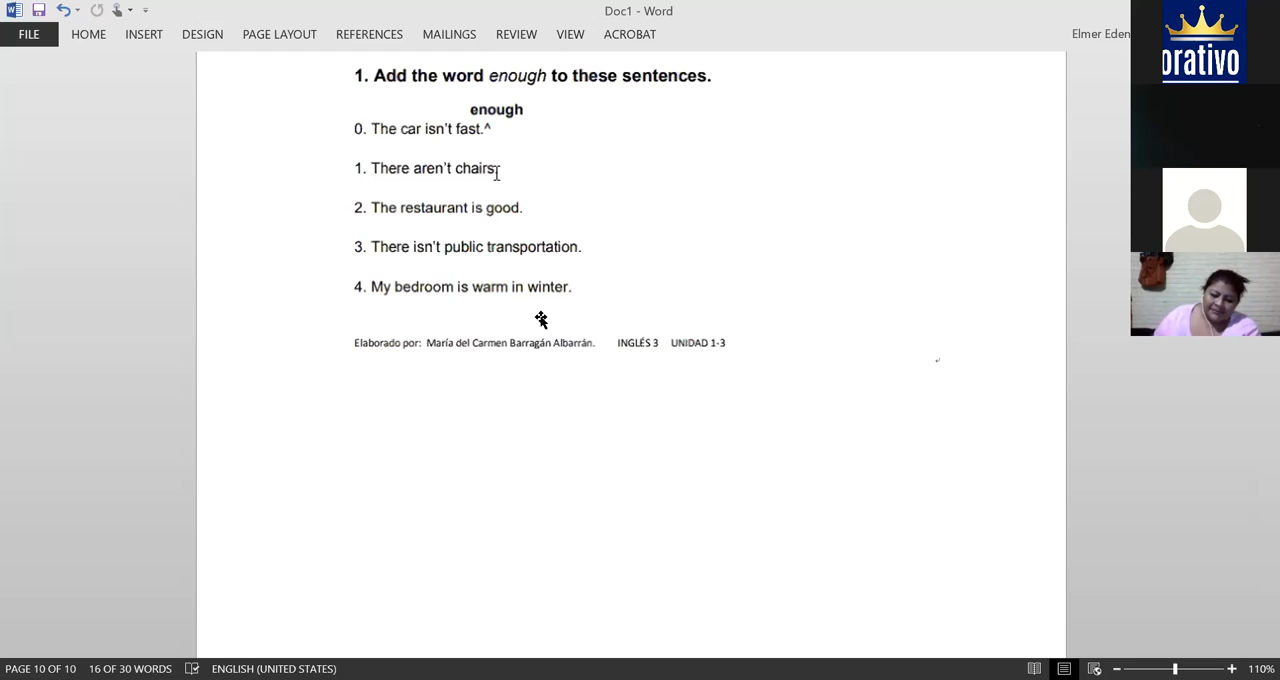 Doc1 - Word
FILE HOME INSERT DESIGN PAGE LAYOUT REFERENCES MAILINGS REVIEW VIEW ACROBAT Elmer Eden
orativo
1. Add the word enough to these sentences.
enough
0. The car isn't fast.^
1. There aren't chairs.
2. The restaurant is good.
3. There isn't public transportation.
4. My bedroom is warm in winter.
Elaborado por: María del Carmen Barragán Albarrán. INGLÉS 3 UNIDAD 1-3
PAGE 10 OF 10 16 OF 30 WORDS ENGLISH (UNITED STATES) 110%